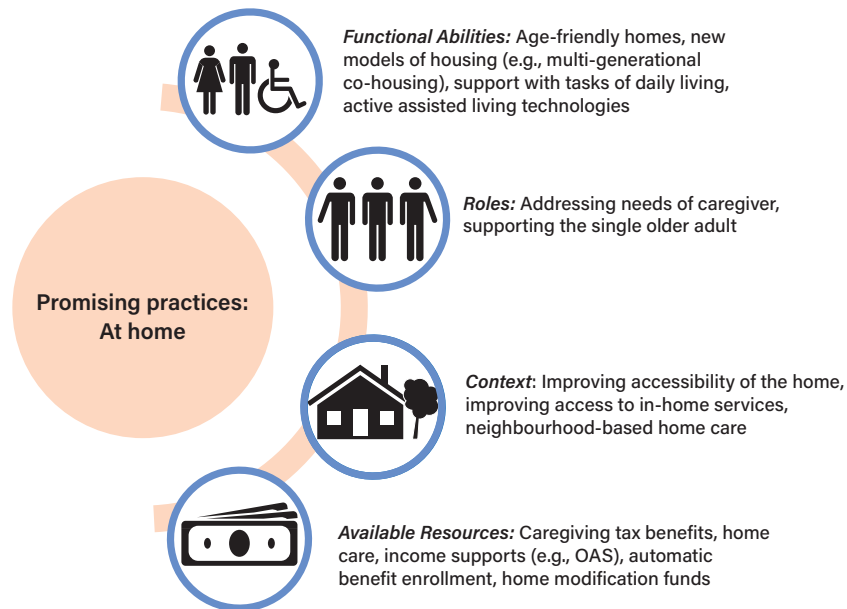 Functional Abilities: Age-friendly homes, new
models of housing (e.g., multi-generational
co-housing), support with tasks of daily living,
active assisted living technologies
Roles: Addressing needs of caregiver,
supporting the single older adult
Promising practices:
At home
Context: Improving accessibility of the home,
improving access to in-home services,
neighbourhood-based home care
Available Resources: Caregiving tax benefits, home
care, income supports (e.g., OAS), automatic
benefit enrollment, home modification funds